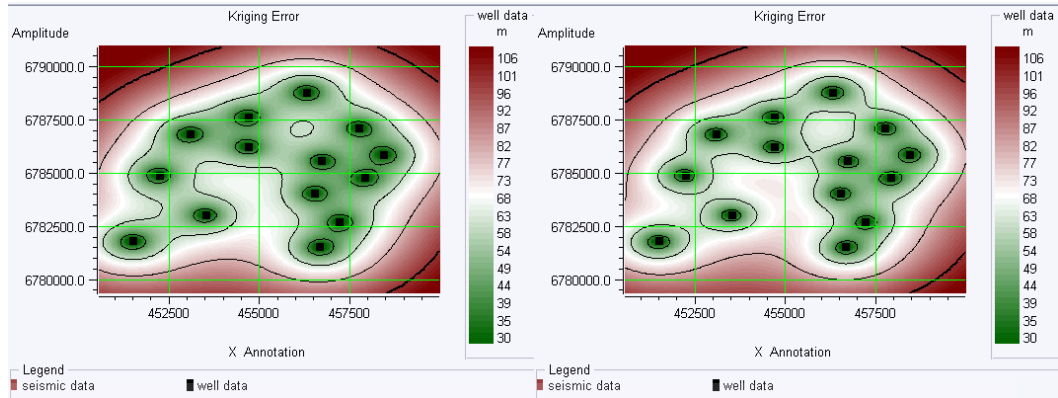 Kriging Error
well data
m
Amplitude
106
101
96
92
87
82
77
73
68
63
58
54
49
44
39
35
30
6790000.0
6787500.0
6785000.0
6782500.0
6780000.0
452500 455000 457500
X Annotation
Legend
seismic data well data
Kriging Error
well data
m
Amplitude
106
101
96
92
87
82
77
73
68
63
58
54
49
44
39
35
30
6790000.0
6787500.0
6785000.0
6782500.0
6780000.0
452500 455000 457500
X Annotation
Legend
seismic data well data